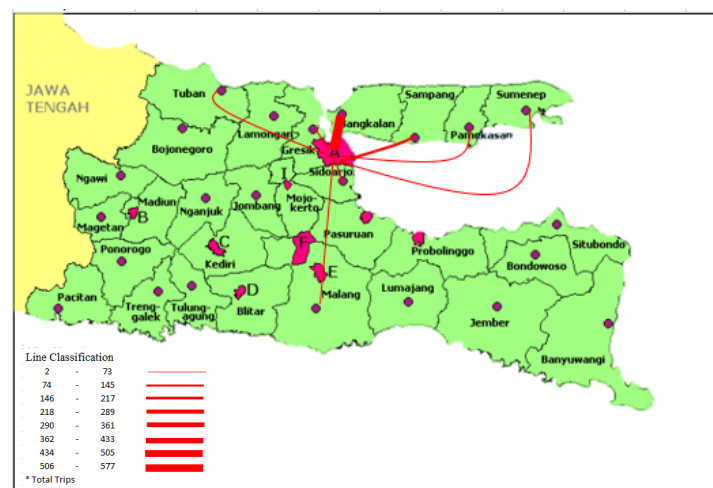 JAWA
TENGAH
Tuban
Lamongan
Gresik
Bojonegoro
Sampang
Sumenep
angkalan
Pamekasan
A
Sidoarjo
Ngawi
Madiun
B
Magetan
Nganjuk
Jombang
I
Mojo-
kerto
Pasuruan
Ponorogo
C
Kediri
F
E
Malang
Probolinggo
Situbondo
Bondowoso
Pacitan
Treng-
galek
Tulung-
agung
D
Blitar
Lumajang
Jember
Banyuwangi
Line Classification
2 - 73
74 - 145
146 - 217
218 - 289
290 - 361
362 - 433
434 - 505
506 - 577
* Total Trips